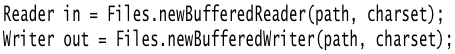 Reader in = Files.newBufferedReader(path, charset);
Writer out = Files.newBufferedWriter(path, charset);